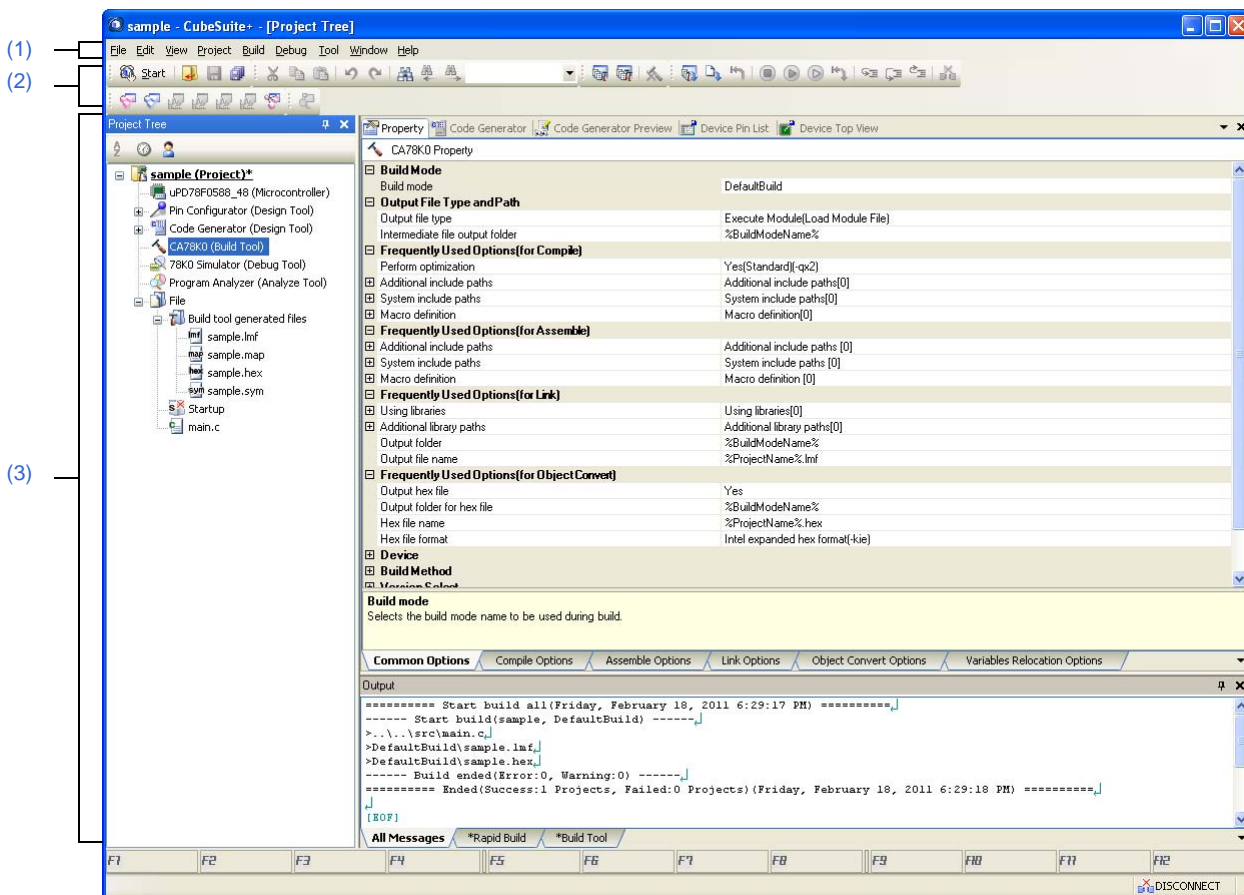 sample - CubeSuite+ - [Project Tree]
(1)
File Edit View Project Build Debug Tool Window Help
(2)
Start
Project Tree
Property Code Generator Code Generator Preview Device Pin List Device Top View
CA78K0 Property
sample (Project)*
uPD78F0588_48 (Microcontroller)
Pin Configurator (Design Tool)
Code Generator (Design Tool)
CA78K0 (Build Tool)
78K0 Simulator (Debug Tool)
Program Analyzer (Analyze Tool)
File
Build tool generated files
lmf sample.lmf
map sample.map
hex sample.hex
sym sample.sym
Startup
main.c
(3)
Build Mode
Build mode DefaultBuild
Output File Type and Path
Output file type Execute Module(Load Module File)
Intermediate file output folder %BuildModeName%
Frequently Used Options(for Compile)
Perform optimization Yes(Standard)(-qx2)
Additional include paths Additional include paths[0]
System include paths System include paths[0]
Macro definition Macro definition[0]
Frequently Used Options(for Assemble)
Additional include paths Additional include paths [0]
System include paths System include paths [0]
Macro definition Macro definition [0]
Frequently Used Options(for Link)
Using libraries Using libraries[0]
Additional library paths Additional library paths[0]
Output folder %BuildModeName%
Output file name %ProjectName%.lmf
Frequently Used Options(for Object Convert)
Output hex file Yes
Output folder for hex file %BuildModeName%
Hex file name %ProjectName%.hex
Hex file format Intel expanded hex format(-kie)
Device
Build Method
Version Select
Build mode
Selects the build mode name to be used during build.
Common Options Compile Options Assemble Options Link Options Object Convert Options Variables Relocation Options
Output
========== Start build all(Friday, February 18, 2011 6:29:17 PM) ==========
------ Start build(sample, DefaultBuild) ------
>..\..\src\main.c
>DefaultBuild\sample.lmf
>DefaultBuild\sample.hex
------ Build ended(Error:0, Warning:0) ------
========== Ended(Success:1 Projects, Failed:0 Projects)(Friday, February 18, 2011 6:29:18 PM) ==========
[EOF]
All Messages *Rapid Build *Build Tool
F1 F2 F3 F4 F5 F6 F7 F8 F9 F10 F11 F12
DISCONNECT